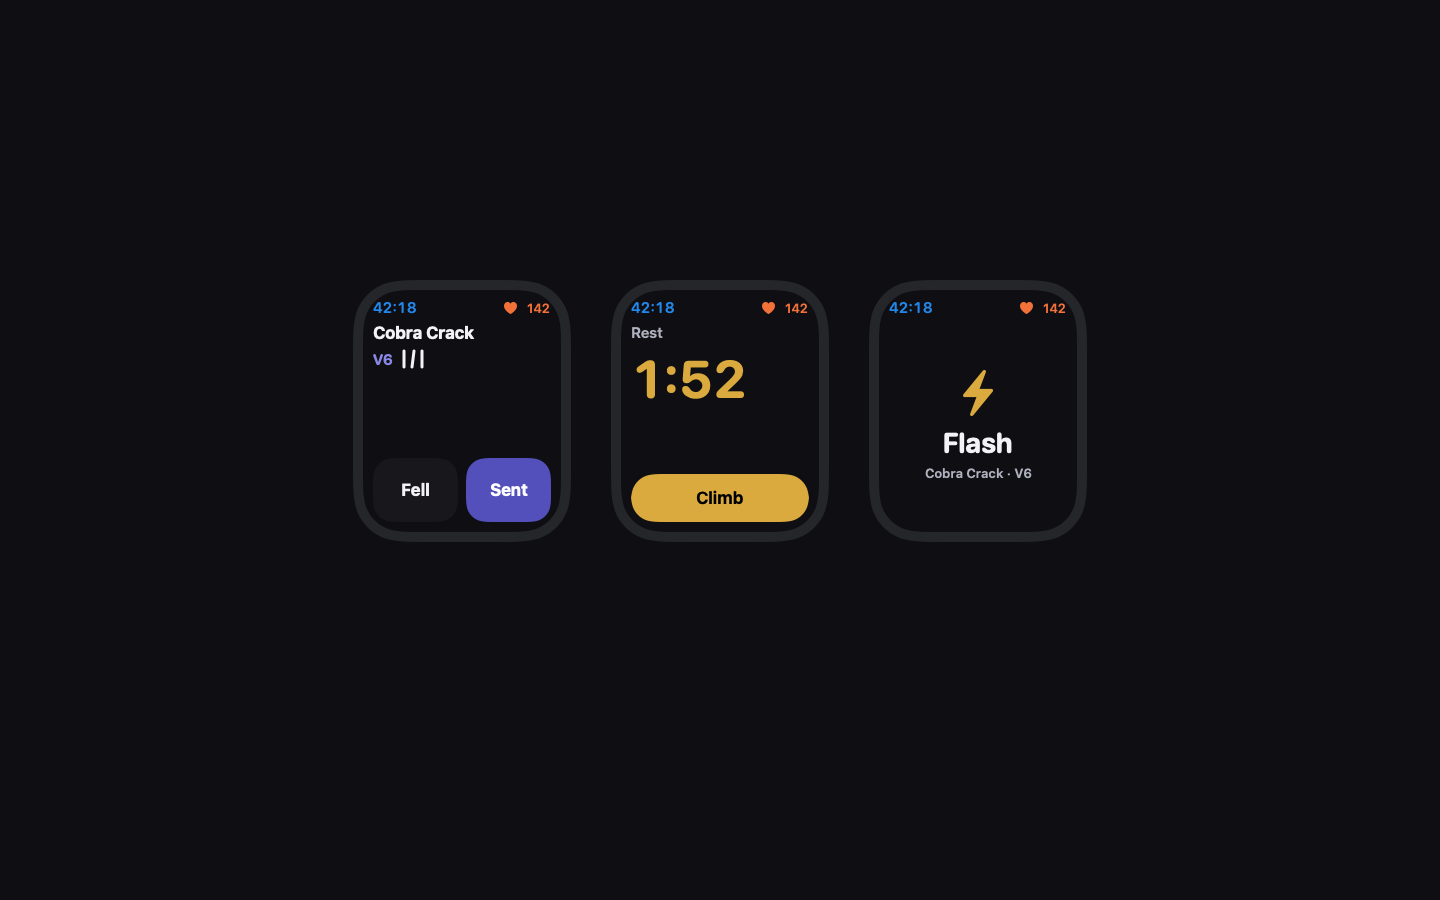 42:18 142
Cobra Crack
V6
Fell Sent
42:18 142
Rest
1:52
Climb
42:18 142
Flash
Cobra Crack · V6